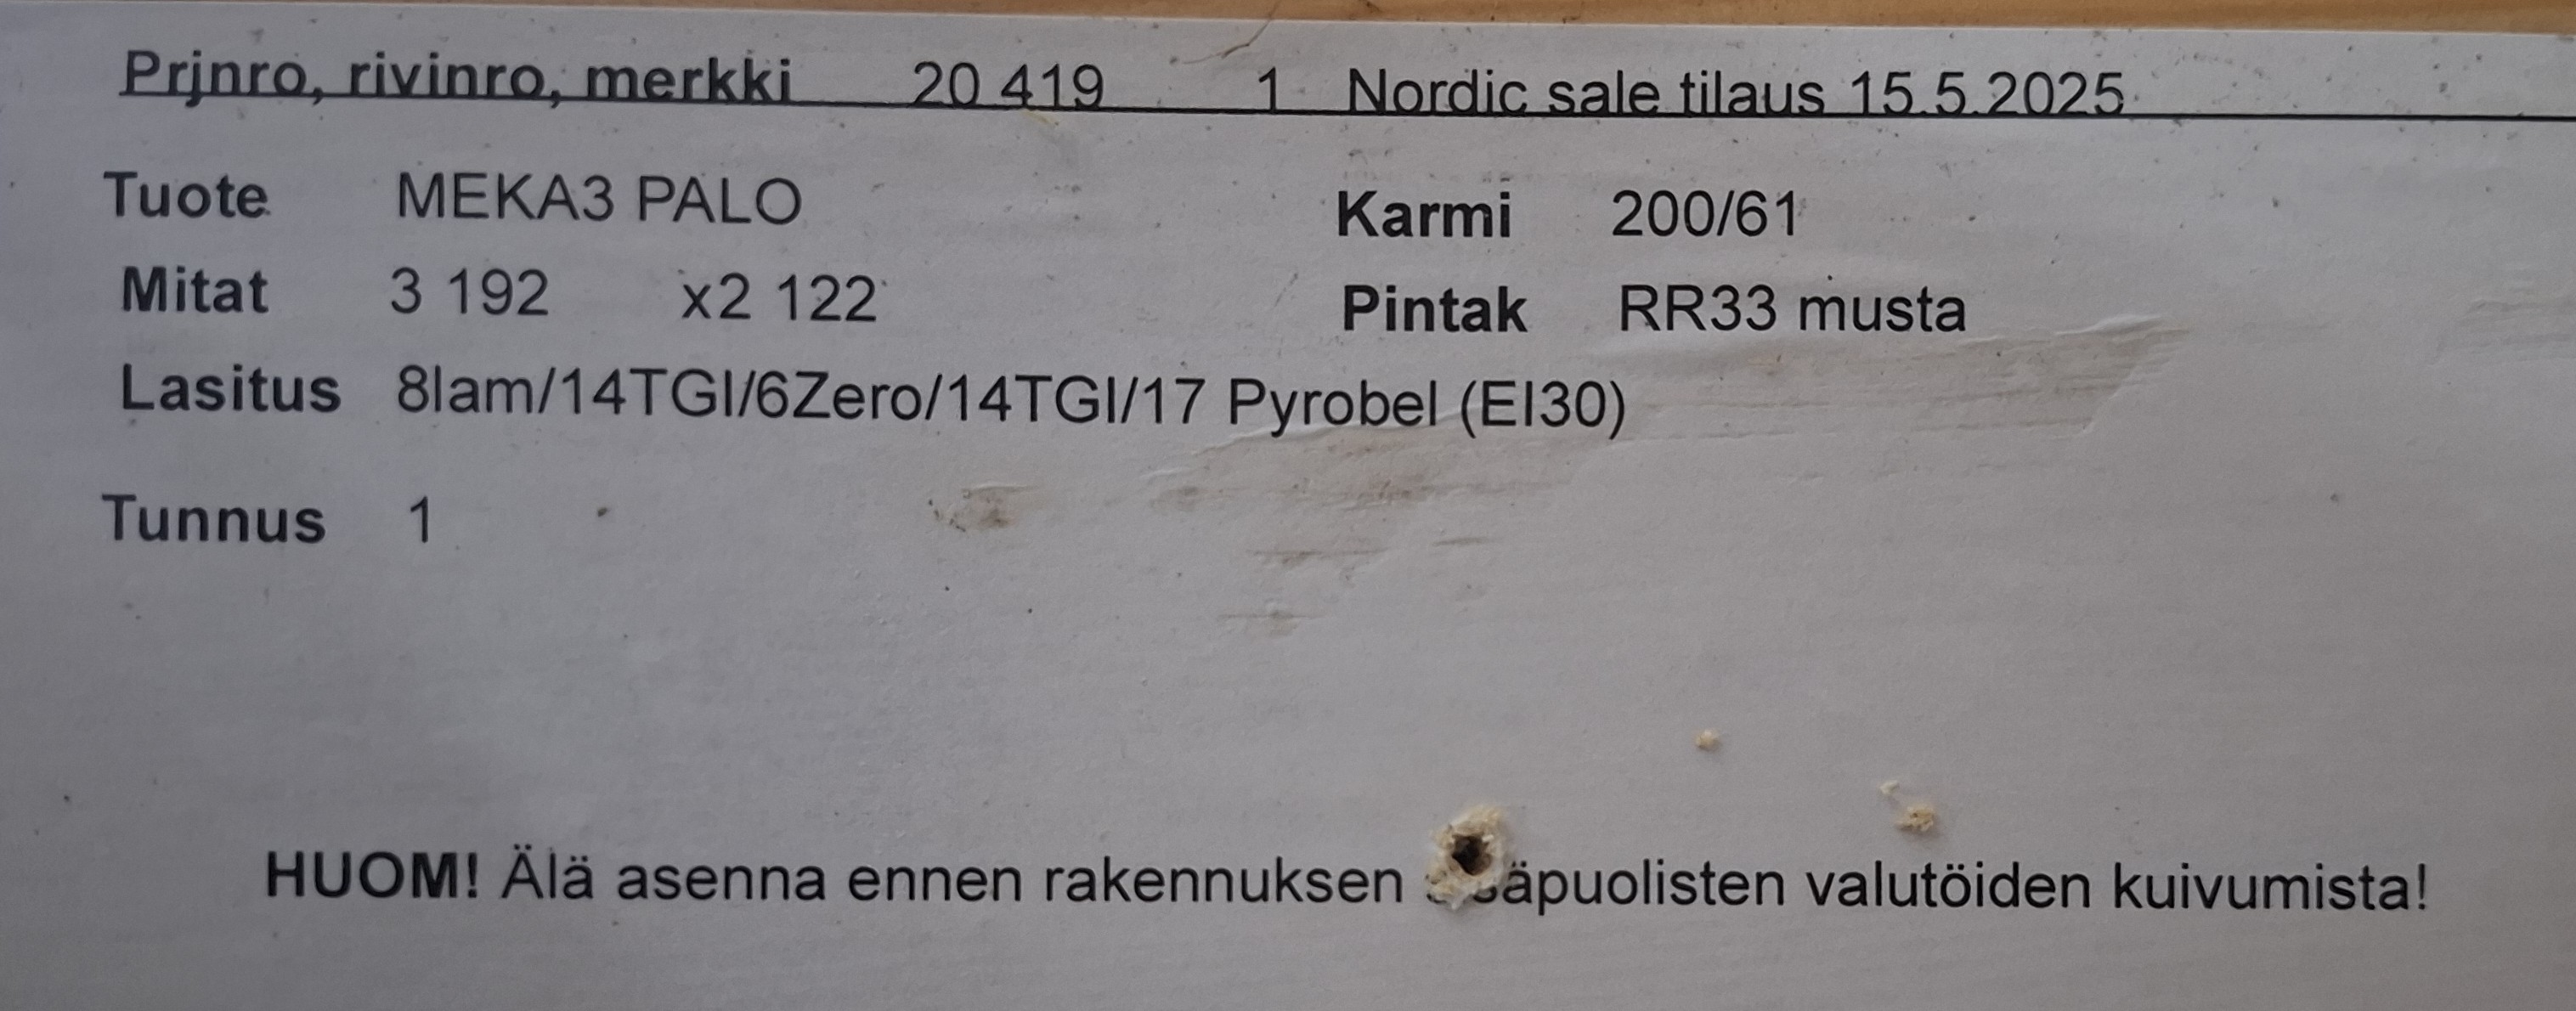 Prjnro, rivinro, merkki 20 419 1 Nordic sale tilaus 15.5.2025
Tuote MEKA3 PALO Karmi 200/61
Mitat 3 192 x2 122 Pintak RR33 musta
Lasitus 8lam/14TGI/6Zero/14TGI/17 Pyrobel (EI30)
Tunnus 1
HUOM! Älä asenna ennen rakennuksen äpuolisten valutöiden kuivumista!